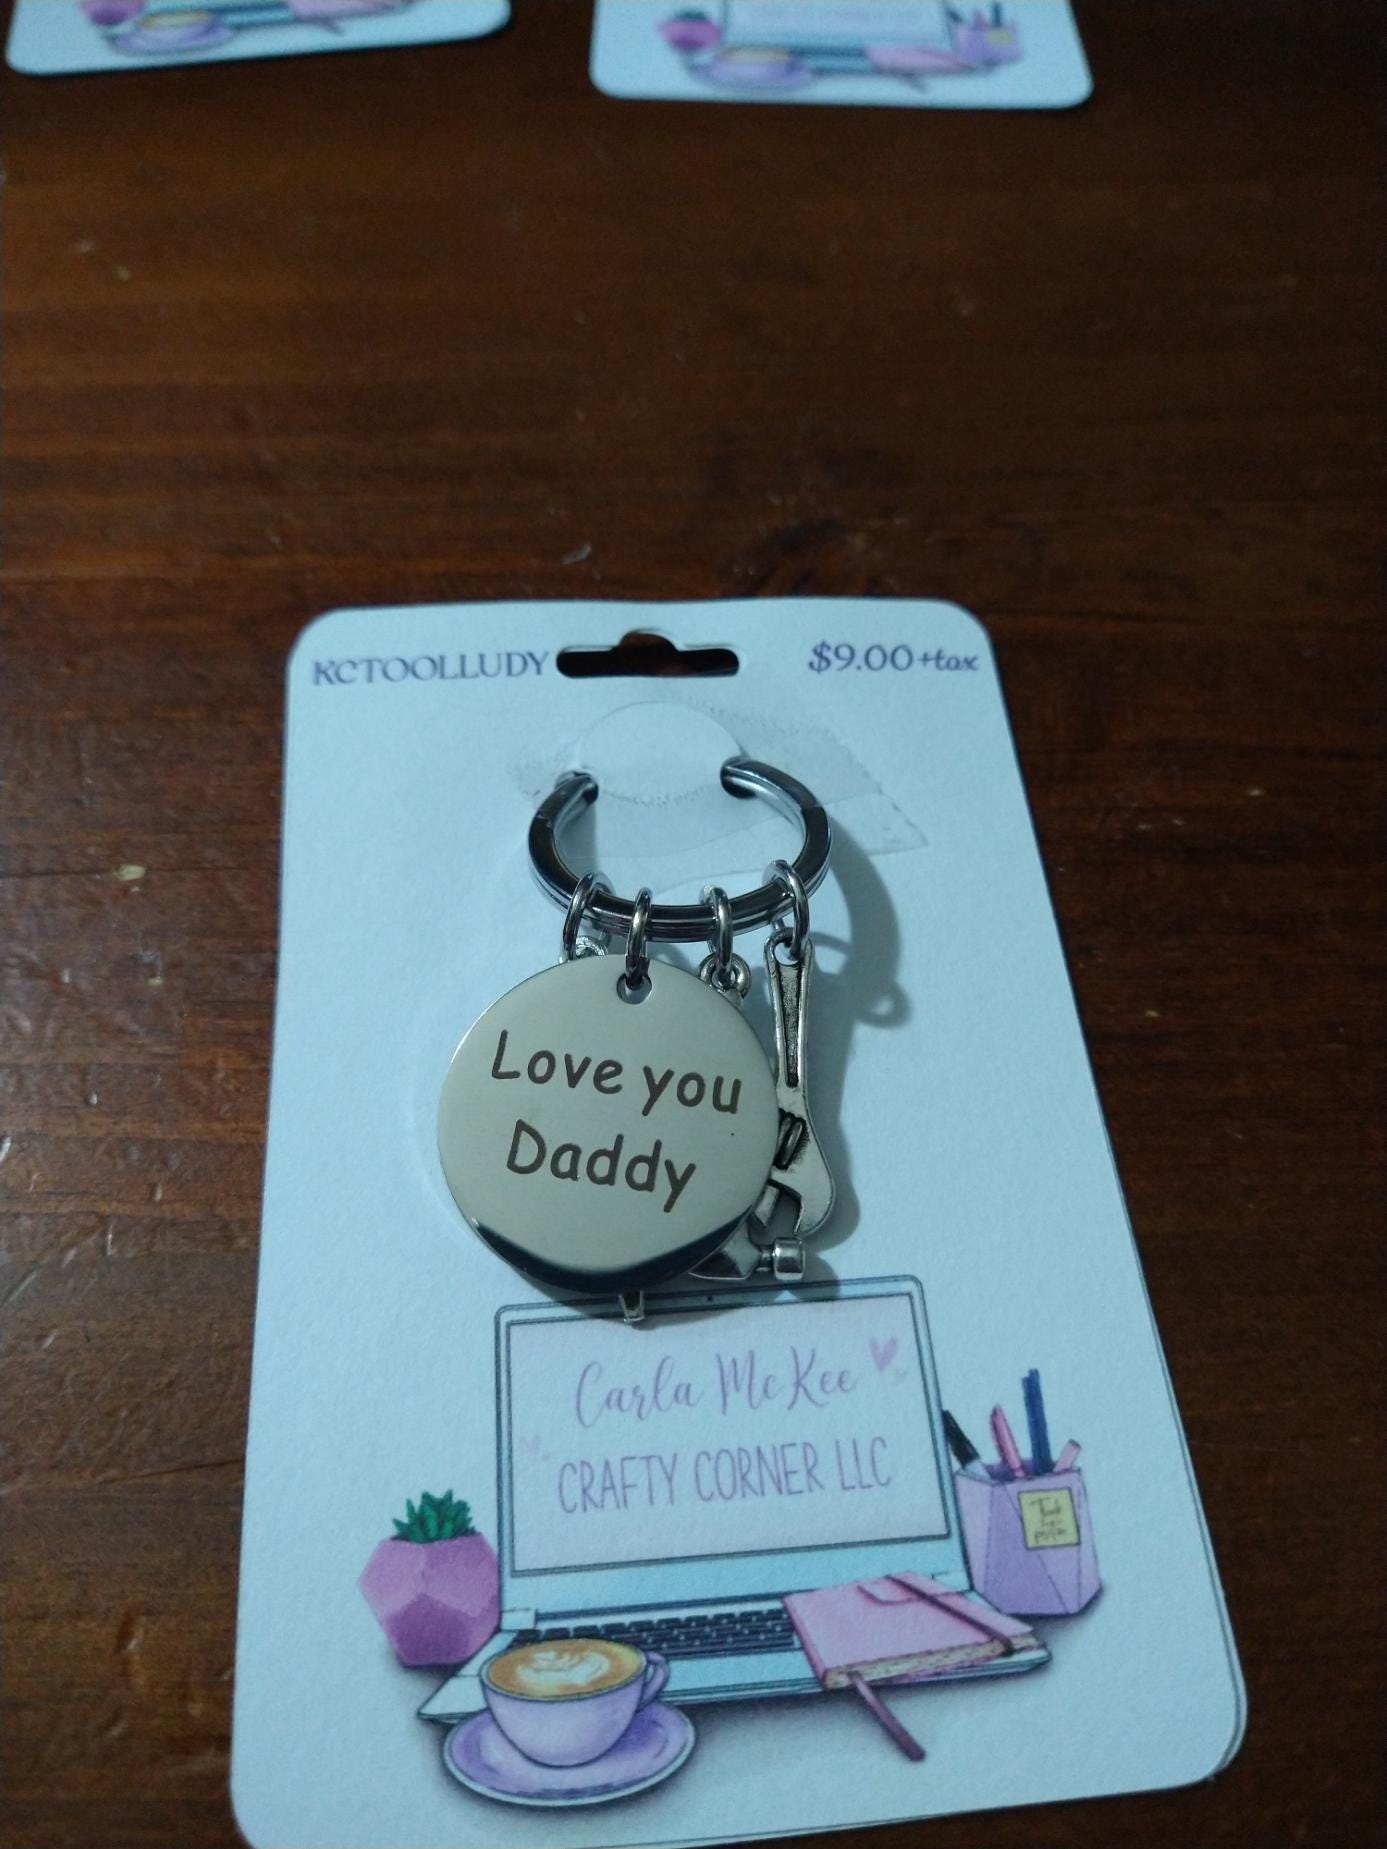 KCTOOLLUDY
$9.00+tax
Love you
Daddy
Carla McKee
CRAFTY CORNER LLC